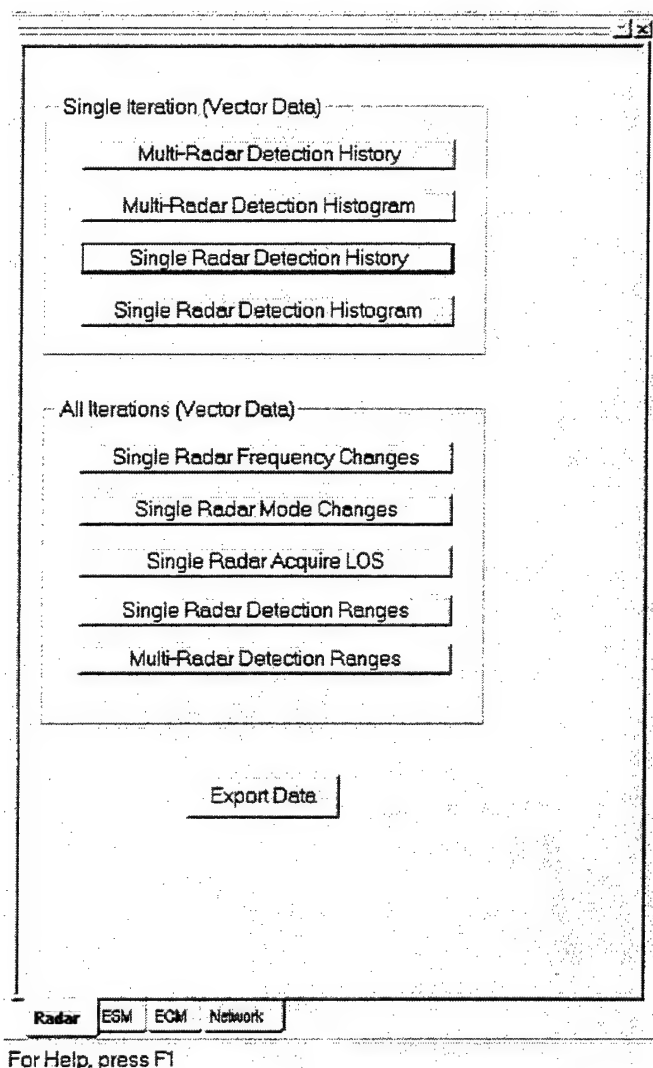 Single Iteration (Vector Data)
Multi-Radar Detection History
Multi-Radar Detection Histogram
Single Radar Detection History
Single Radar Detection Histogram
All Iterations (Vector Data)
Single Radar Frequency Changes
Single Radar Mode Changes
Single Radar Acquire LOS
Single Radar Detection Ranges
Multi-Radar Detection Ranges
Export Data
Radar ESM ECM Network
For Help, press F1